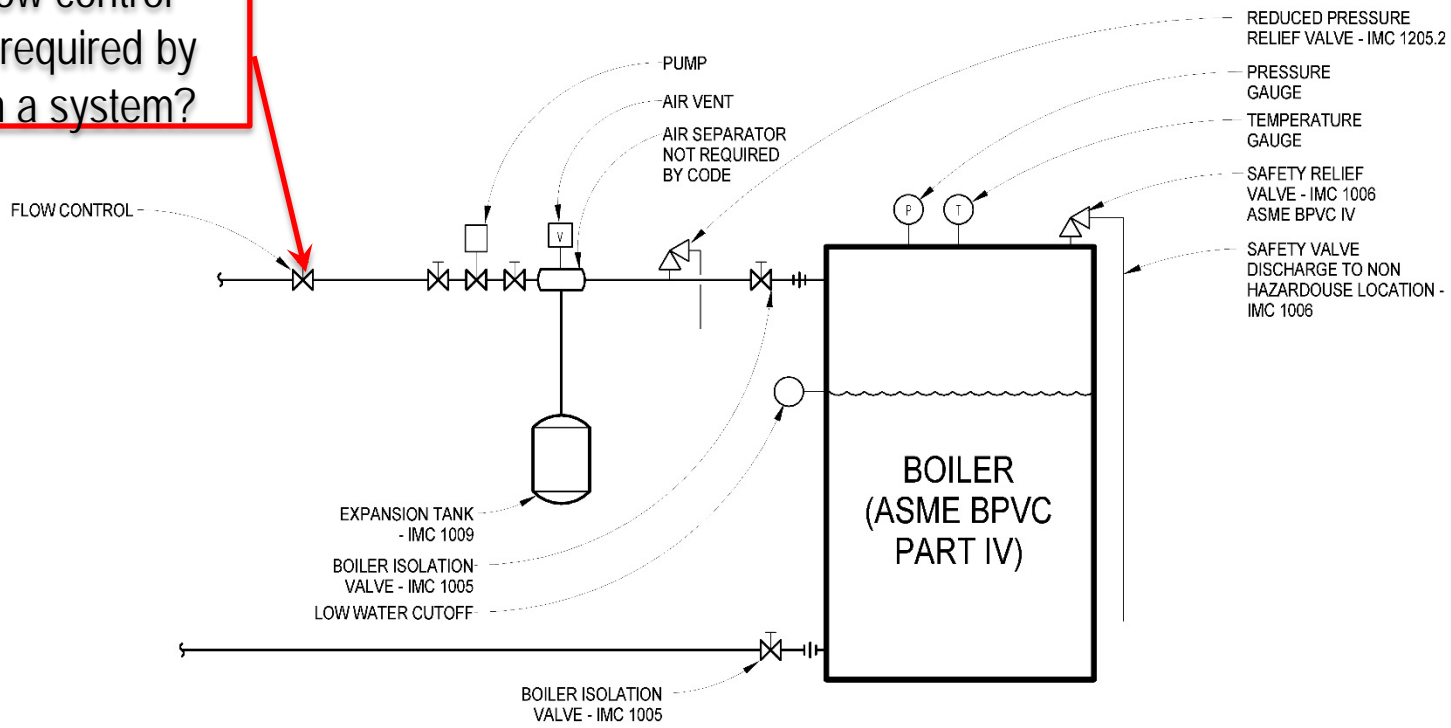 ow control
required by
n a system?
REDUCED PRESSURE
RELIEF VALVE - IMC 1205.2
PUMP
PRESSURE
GAUGE
AIR VENT
TEMPERATURE
GAUGE
AIR SEPARATOR
NOT REQUIRED
BY CODE
SAFETY RELIEF
VALVE - IMC 1006
ASME BPVC IV
FLOW CONTROL
P
T
V
SAFETY VALVE
DISCHARGE TO NON
HAZARDOUSE LOCATION -
IMC 1006
BOILER
(ASME BPVC
PART IV)
EXPANSION TANK
- IMC 1009
BOILER ISOLATION
VALVE - IMC 1005
LOW WATER CUTOFF
BOILER ISOLATION
VALVE - IMC 1005